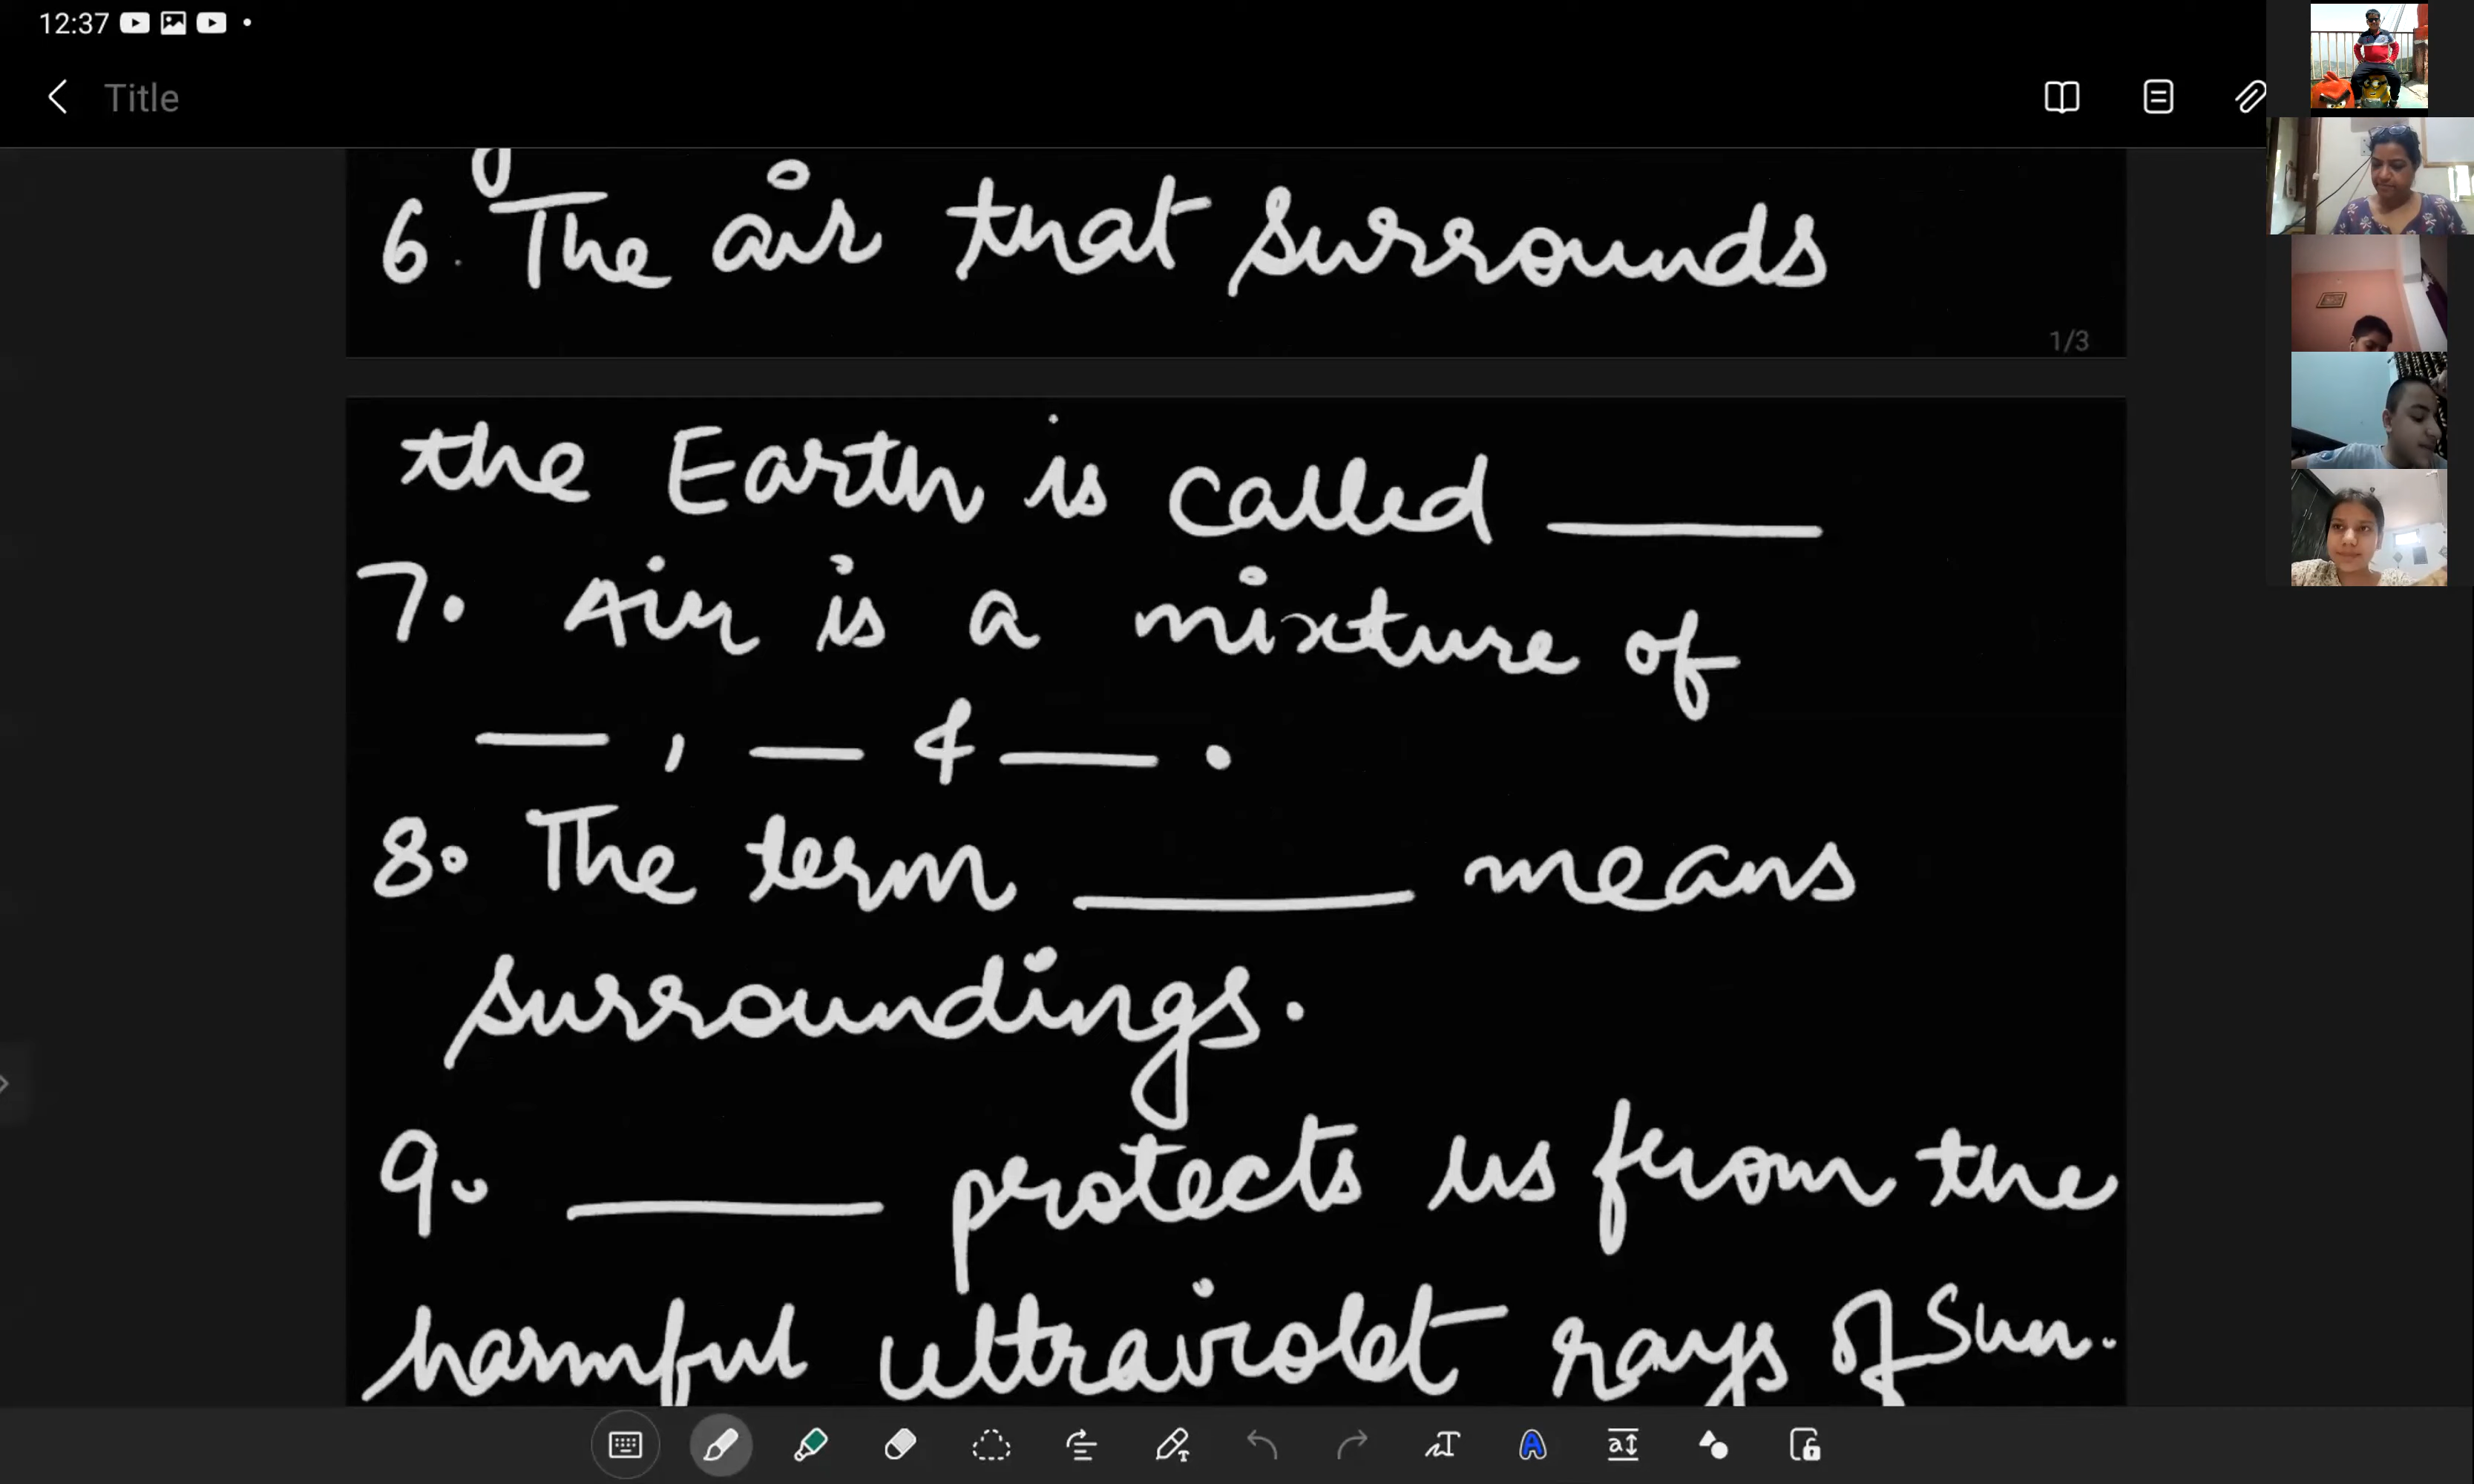 12:37
Title
6. The air that surrounds
1/3
the Earth is called ______
7. Air is a mixture of
__ , __ & __ .
8. The term ______ means
surroundings.
9. ______ protects us from the
harmful ultraviolet rays of Sun.